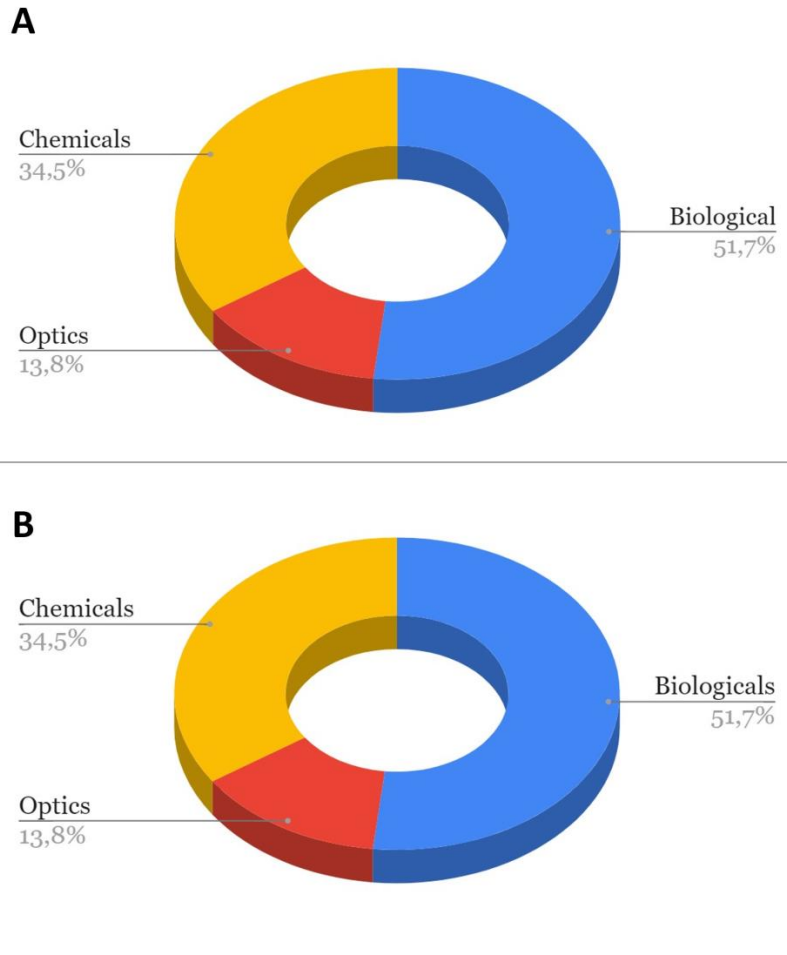 A
Chemicals
34,5%
Biological
51,7%
Optics
13,8%
B
Chemicals
34,5%
Biologicals
51,7%
Optics
13,8%